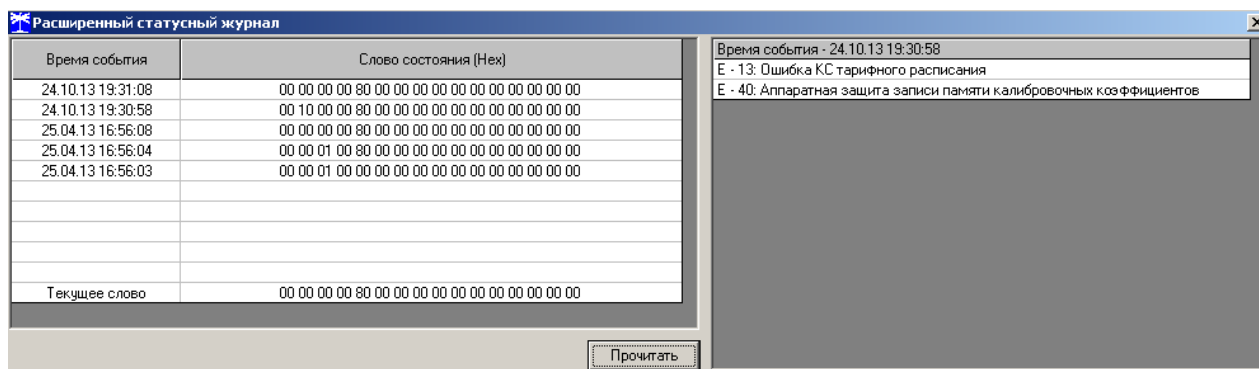 Расширенный статусный журнал
Время события
Слово состояния (Hex)
24.10.13 19:31:08 00 00 00 00 80 00 00 00 00 00 00 00 00 00 00 00
24.10.13 19:30:58 00 10 00 00 80 00 00 00 00 00 00 00 00 00 00 00
25.04.13 16:56:08 00 00 00 00 80 00 00 00 00 00 00 00 00 00 00 00
25.04.13 16:56:04 00 00 01 00 80 00 00 00 00 00 00 00 00 00 00 00
25.04.13 16:56:03 00 00 01 00 00 00 00 00 00 00 00 00 00 00 00 00
Текущее слово 00 00 00 00 80 00 00 00 00 00 00 00 00 00 00 00
Прочитать
Время события - 24.10.13 19:30:58
E - 13: Ошибка КС тарифного расписания
E - 40: Аппаратная защита записи памяти калибровочных коэффициентов